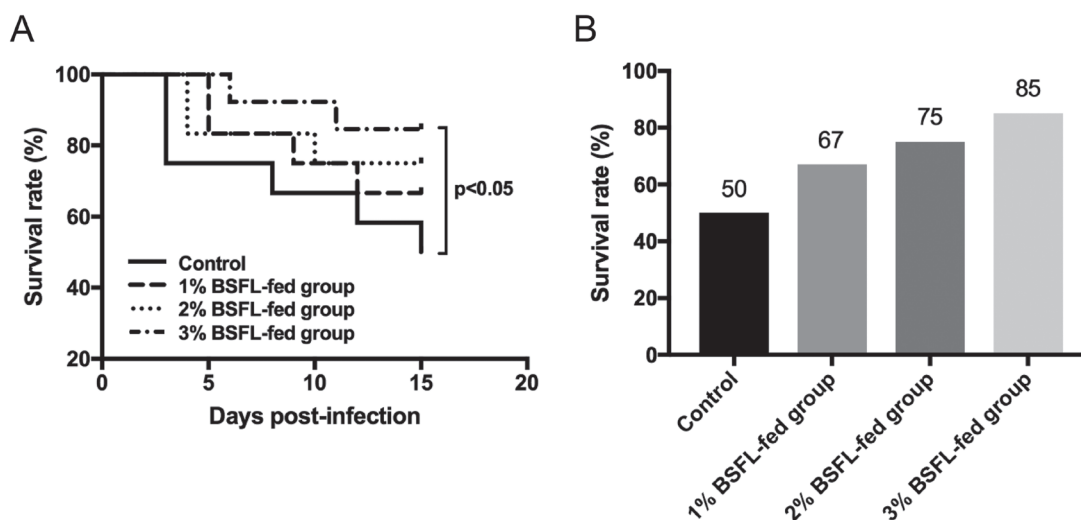 A
Survival rate (%)
100
80
60
40
20
0
5
10
15
20
Days post-infection
p<0.05
Control
1% BSFL-fed group
2% BSFL-fed group
3% BSFL-fed group
B
Survival rate (%)
100
80
60
40
20
0
50
67
75
85
Control
1% BSFL-fed group
2% BSFL-fed group
3% BSFL-fed group